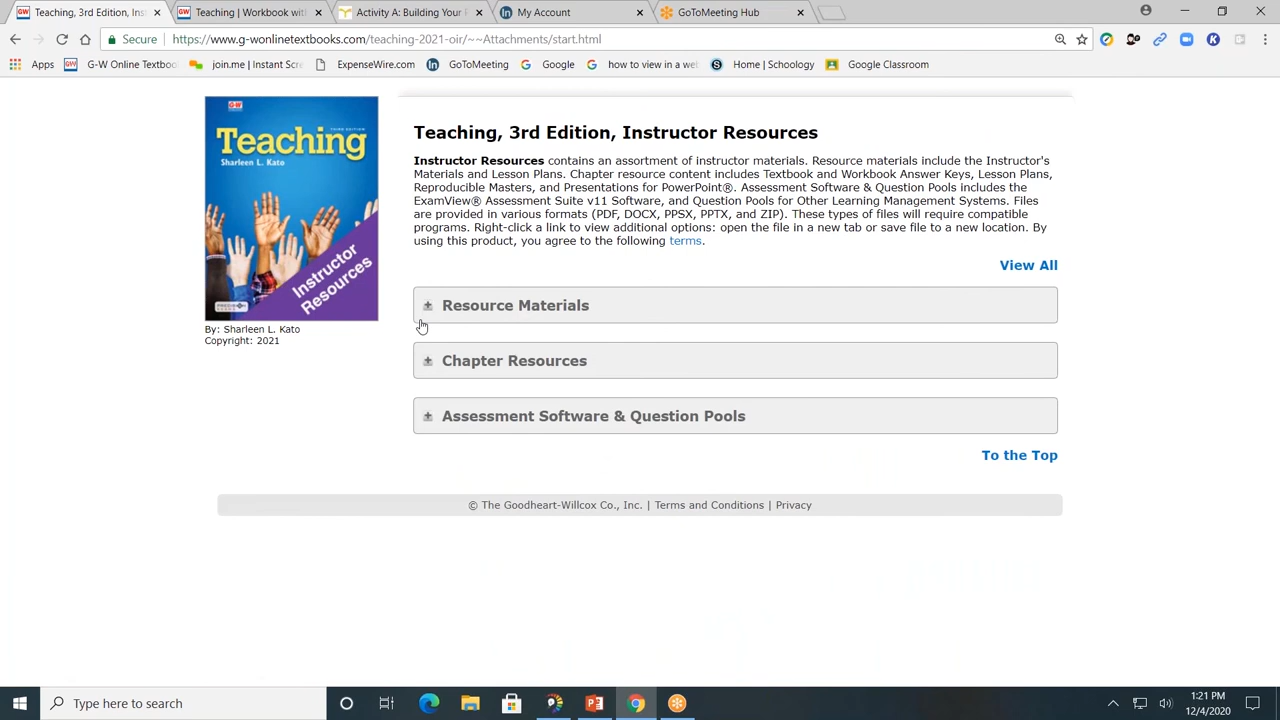 Teaching, 3rd Edition, Inst
Teaching | Workbook with
Activity A: Building Your P
My Account
GoToMeeting Hub
Secure
https://www.g-wonlinetextbooks.com/teaching-2021-oir/~~Attachments/start.html
Apps
G-W Online Textboo
join.me | Instant Scre
ExpenseWire.com
GoToMeeting
Google
how to view in a web
Home | Schoology
Google Classroom
G-W
THIRD EDITION
Teaching
Sharleen L. Kato
Instructor
Resources
PRECISION EXAMS
By: Sharleen L. Kato
Copyright: 2021
Teaching, 3rd Edition, Instructor Resources
Instructor Resources contains an assortment of instructor materials. Resource materials include the Instructor's
Materials and Lesson Plans. Chapter resource content includes Textbook and Workbook Answer Keys, Lesson Plans,
Reproducible Masters, and Presentations for PowerPoint®. Assessment Software & Question Pools includes the
ExamView® Assessment Suite v11 Software, and Question Pools for Other Learning Management Systems. Files
are provided in various formats (PDF, DOCX, PPSX, PPTX, and ZIP). These types of files will require compatible
programs. Right-click a link to view additional options: open the file in a new tab or save file to a new location. By
using this product, you agree to the following terms.
View All
Resource Materials
Chapter Resources
Assessment Software & Question Pools
To the Top
© The Goodheart-Willcox Co., Inc. | Terms and Conditions | Privacy
Type here to search
1:21 PM
12/4/2020